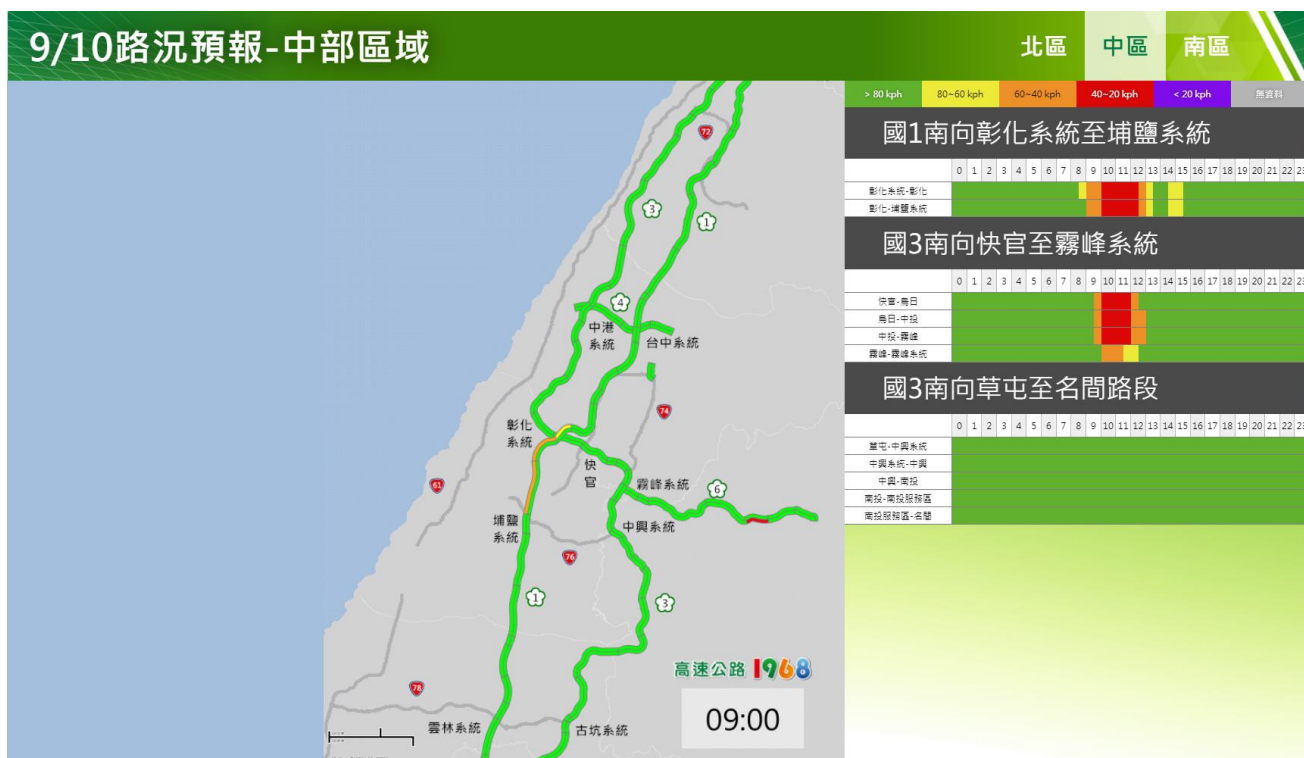 9/10路況預報-中部區域
北區 中區 南區
> 80 kph 80~60 kph 60~40 kph 40~20 kph < 20 kph 無資料
國1南向彰化系統至埔鹽系統
0 1 2 3 4 5 6 7 8 9 10 11 12 13 14 15 16 17 18 19 20 21 22 23
彰化系統-彰化
彰化-埔鹽系統
國3南向快官至霧峰系統
0 1 2 3 4 5 6 7 8 9 10 11 12 13 14 15 16 17 18 19 20 21 22 23
快官-烏日
烏日-中投
中投-霧峰
霧峰-霧峰系統
國3南向草屯至名間路段
0 1 2 3 4 5 6 7 8 9 10 11 12 13 14 15 16 17 18 19 20 21 22 23
草屯-中興系統
中興系統-中興
中興-南投
南投-南投服務區
南投服務區-名間
72
3
1
4
中港
系統
台中系統
74
彰化
系統
快
官
霧峰系統
6
61
埔鹽
系統
中興系統
76
1
3
高速公路 1968
78
雲林系統
古坑系統
09:00